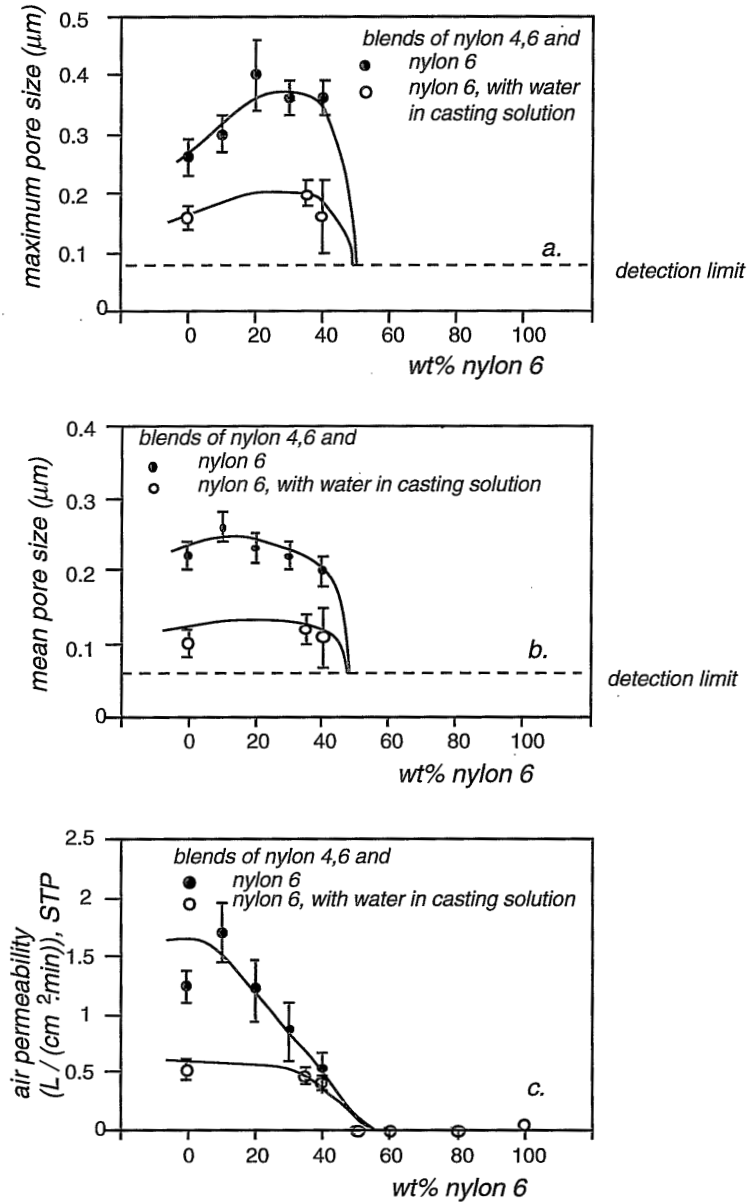 maximum pore size (μm)
0.5
0.4
0.3
0.2
0.1
0
blends of nylon 4,6 and
nylon 6
nylon 6, with water
in casting solution
a.
detection limit
0 20 40 60 80 100
wt% nylon 6
mean pore size (μm)
0.4
0.3
0.2
0.1
0
blends of nylon 4,6 and
nylon 6
nylon 6, with water in casting solution
b.
detection limit
0 20 40 60 80 100
wt% nylon 6
air permeability
(L / (cm ².min)), STP
2.5
2
1.5
1
0.5
0
blends of nylon 4,6 and
nylon 6
nylon 6, with water in casting solution
c.
0 20 40 60 80 100
wt% nylon 6